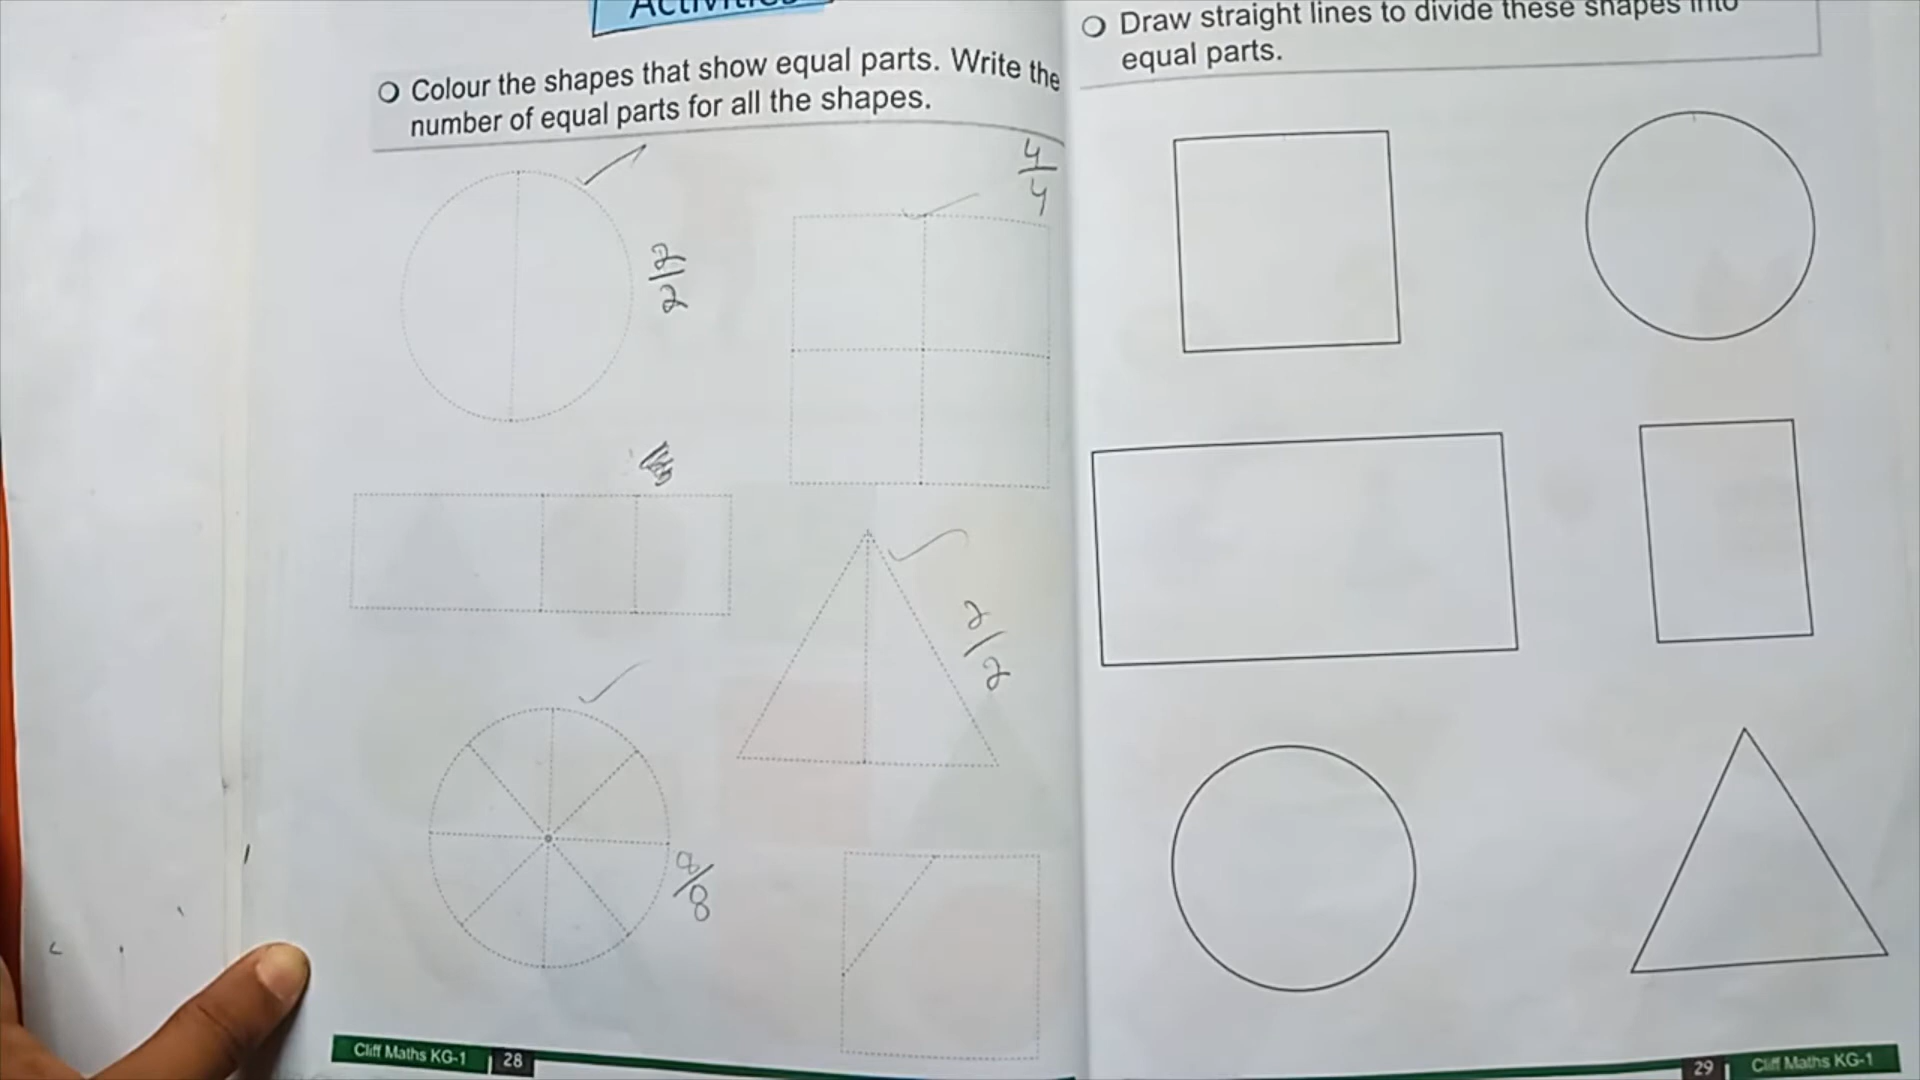 Activities
Colour the shapes that show equal parts. Write the
number of equal parts for all the shapes.
4
4
2
2
2/2
8/8
Cliff Maths KG-1 28
Draw straight lines to divide these shapes into
equal parts.
29 Cliff Maths KG-1